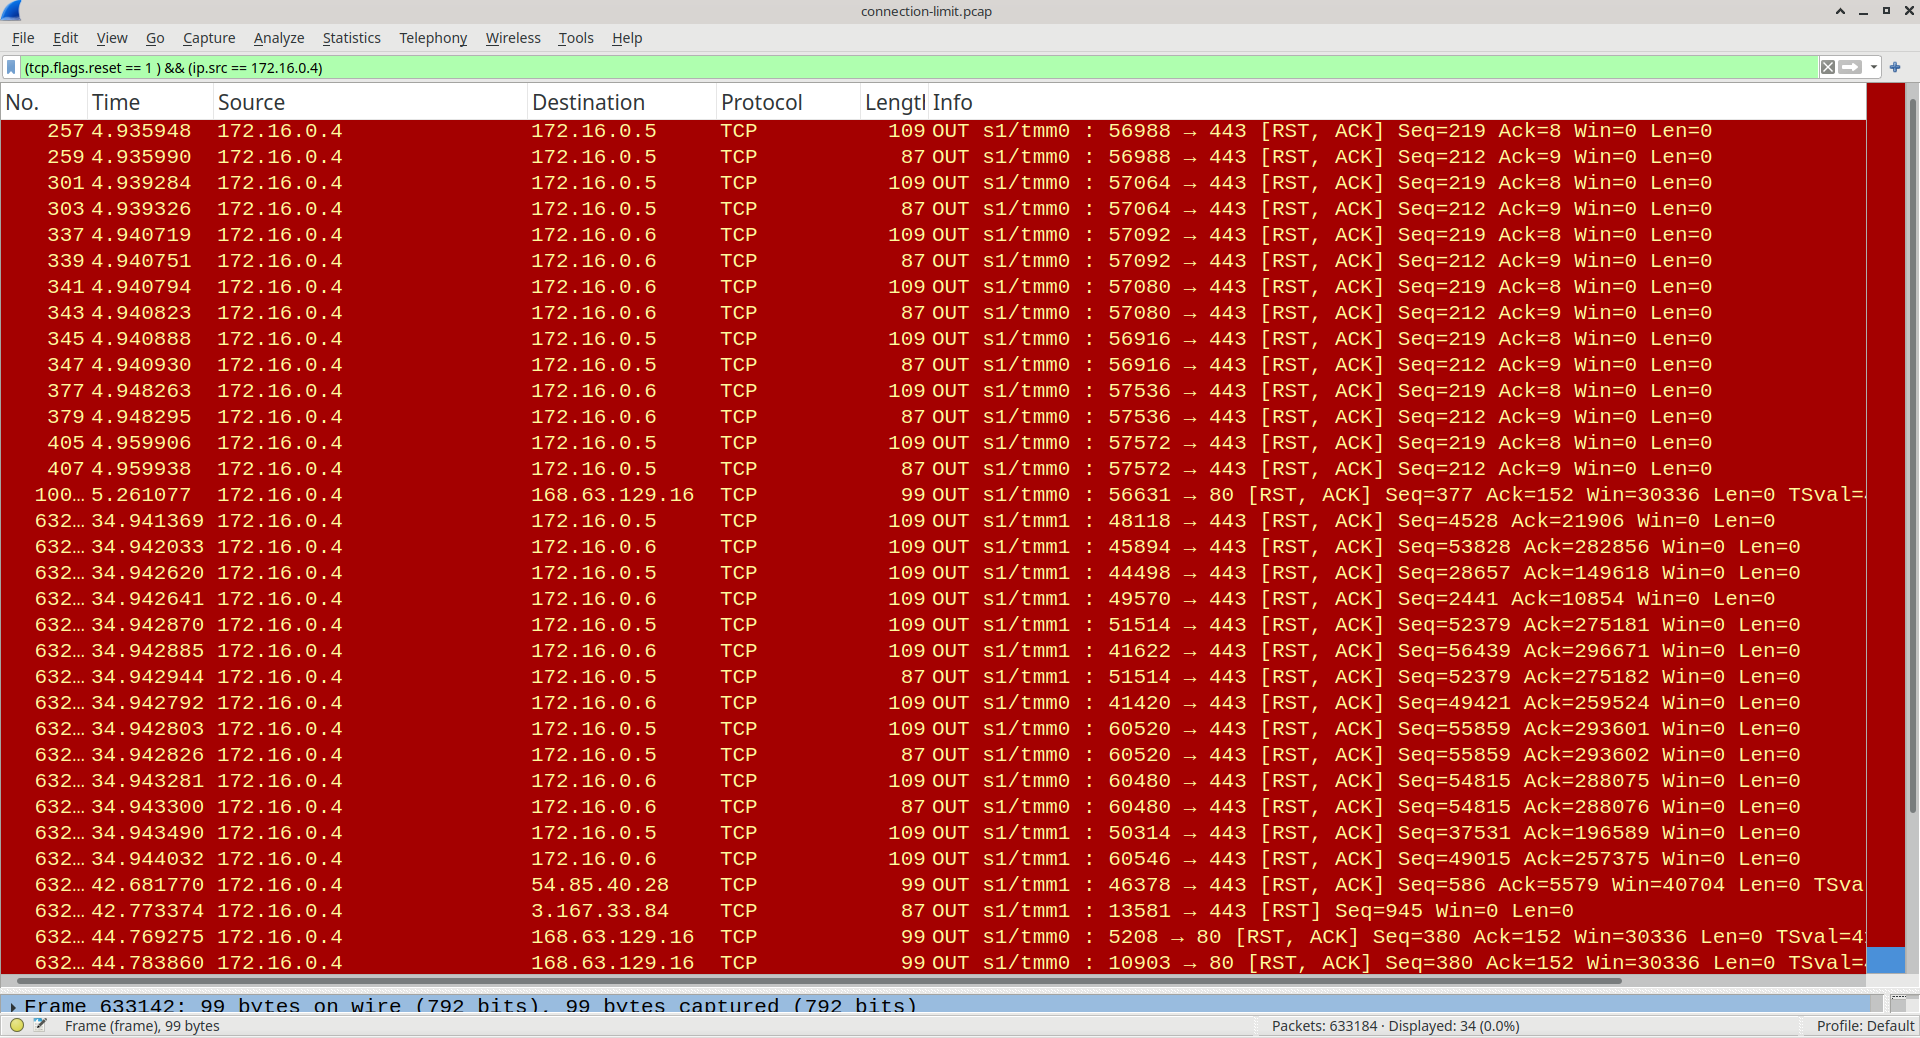 connection-limit.pcap
File Edit View Go Capture Analyze Statistics Telephony Wireless Tools Help
(tcp.flags.reset == 1 ) && (ip.src == 172.16.0.4)
No. Time Source Destination Protocol Lengtl Info
257 4.935948 172.16.0.4 172.16.0.5 TCP 109 OUT s1/tmm0 : 56988 → 443 [RST, ACK] Seq=219 Ack=8 Win=0 Len=0
259 4.935990 172.16.0.4 172.16.0.5 TCP 87 OUT s1/tmm0 : 56988 → 443 [RST, ACK] Seq=212 Ack=9 Win=0 Len=0
301 4.939284 172.16.0.4 172.16.0.5 TCP 109 OUT s1/tmm0 : 57064 → 443 [RST, ACK] Seq=219 Ack=8 Win=0 Len=0
303 4.939326 172.16.0.4 172.16.0.5 TCP 87 OUT s1/tmm0 : 57064 → 443 [RST, ACK] Seq=212 Ack=9 Win=0 Len=0
337 4.940719 172.16.0.4 172.16.0.6 TCP 109 OUT s1/tmm0 : 57092 → 443 [RST, ACK] Seq=219 Ack=8 Win=0 Len=0
339 4.940751 172.16.0.4 172.16.0.6 TCP 87 OUT s1/tmm0 : 57092 → 443 [RST, ACK] Seq=212 Ack=9 Win=0 Len=0
341 4.940794 172.16.0.4 172.16.0.6 TCP 109 OUT s1/tmm0 : 57080 → 443 [RST, ACK] Seq=219 Ack=8 Win=0 Len=0
343 4.940823 172.16.0.4 172.16.0.6 TCP 87 OUT s1/tmm0 : 57080 → 443 [RST, ACK] Seq=212 Ack=9 Win=0 Len=0
345 4.940888 172.16.0.4 172.16.0.5 TCP 109 OUT s1/tmm0 : 56916 → 443 [RST, ACK] Seq=219 Ack=8 Win=0 Len=0
347 4.940930 172.16.0.4 172.16.0.5 TCP 87 OUT s1/tmm0 : 56916 → 443 [RST, ACK] Seq=212 Ack=9 Win=0 Len=0
377 4.948263 172.16.0.4 172.16.0.6 TCP 109 OUT s1/tmm0 : 57536 → 443 [RST, ACK] Seq=219 Ack=8 Win=0 Len=0
379 4.948295 172.16.0.4 172.16.0.6 TCP 87 OUT s1/tmm0 : 57536 → 443 [RST, ACK] Seq=212 Ack=9 Win=0 Len=0
405 4.959906 172.16.0.4 172.16.0.5 TCP 109 OUT s1/tmm0 : 57572 → 443 [RST, ACK] Seq=219 Ack=8 Win=0 Len=0
407 4.959938 172.16.0.4 172.16.0.5 TCP 87 OUT s1/tmm0 : 57572 → 443 [RST, ACK] Seq=212 Ack=9 Win=0 Len=0
100… 5.261077 172.16.0.4 168.63.129.16 TCP 99 OUT s1/tmm0 : 56631 → 80 [RST, ACK] Seq=377 Ack=152 Win=30336 Len=0 TSval=
632… 34.941369 172.16.0.4 172.16.0.5 TCP 109 OUT s1/tmm1 : 48118 → 443 [RST, ACK] Seq=4528 Ack=21906 Win=0 Len=0
632… 34.942033 172.16.0.4 172.16.0.6 TCP 109 OUT s1/tmm1 : 45894 → 443 [RST, ACK] Seq=53828 Ack=282856 Win=0 Len=0
632… 34.942620 172.16.0.4 172.16.0.5 TCP 109 OUT s1/tmm1 : 44498 → 443 [RST, ACK] Seq=28657 Ack=149618 Win=0 Len=0
632… 34.942641 172.16.0.4 172.16.0.6 TCP 109 OUT s1/tmm1 : 49570 → 443 [RST, ACK] Seq=2441 Ack=10854 Win=0 Len=0
632… 34.942870 172.16.0.4 172.16.0.5 TCP 109 OUT s1/tmm1 : 51514 → 443 [RST, ACK] Seq=52379 Ack=275181 Win=0 Len=0
632… 34.942885 172.16.0.4 172.16.0.6 TCP 109 OUT s1/tmm1 : 41622 → 443 [RST, ACK] Seq=56439 Ack=296671 Win=0 Len=0
632… 34.942944 172.16.0.4 172.16.0.5 TCP 87 OUT s1/tmm1 : 51514 → 443 [RST, ACK] Seq=52379 Ack=275182 Win=0 Len=0
632… 34.942792 172.16.0.4 172.16.0.6 TCP 109 OUT s1/tmm0 : 41420 → 443 [RST, ACK] Seq=49421 Ack=259524 Win=0 Len=0
632… 34.942803 172.16.0.4 172.16.0.5 TCP 109 OUT s1/tmm0 : 60520 → 443 [RST, ACK] Seq=55859 Ack=293601 Win=0 Len=0
632… 34.942826 172.16.0.4 172.16.0.5 TCP 87 OUT s1/tmm0 : 60520 → 443 [RST, ACK] Seq=55859 Ack=293602 Win=0 Len=0
632… 34.943281 172.16.0.4 172.16.0.6 TCP 109 OUT s1/tmm0 : 60480 → 443 [RST, ACK] Seq=54815 Ack=288075 Win=0 Len=0
632… 34.943300 172.16.0.4 172.16.0.6 TCP 87 OUT s1/tmm0 : 60480 → 443 [RST, ACK] Seq=54815 Ack=288076 Win=0 Len=0
632… 34.943490 172.16.0.4 172.16.0.5 TCP 109 OUT s1/tmm1 : 50314 → 443 [RST, ACK] Seq=37531 Ack=196589 Win=0 Len=0
632… 34.944032 172.16.0.4 172.16.0.6 TCP 109 OUT s1/tmm1 : 60546 → 443 [RST, ACK] Seq=49015 Ack=257375 Win=0 Len=0
632… 42.681770 172.16.0.4 54.85.40.28 TCP 99 OUT s1/tmm1 : 46378 → 443 [RST, ACK] Seq=586 Ack=5579 Win=40704 Len=0 TSva
632… 42.773374 172.16.0.4 3.167.33.84 TCP 87 OUT s1/tmm1 : 13581 → 443 [RST] Seq=945 Win=0 Len=0
632… 44.769275 172.16.0.4 168.63.129.16 TCP 99 OUT s1/tmm0 : 5208 → 80 [RST, ACK] Seq=380 Ack=152 Win=30336 Len=0 TSval=4
632… 44.783860 172.16.0.4 168.63.129.16 TCP 99 OUT s1/tmm0 : 10903 → 80 [RST, ACK] Seq=380 Ack=152 Win=30336 Len=0 TSval=
Frame 633142: 99 bytes on wire (792 bits), 99 bytes captured (792 bits)
Frame (frame), 99 bytes Packets: 633184 · Displayed: 34 (0.0%) Profile: Default